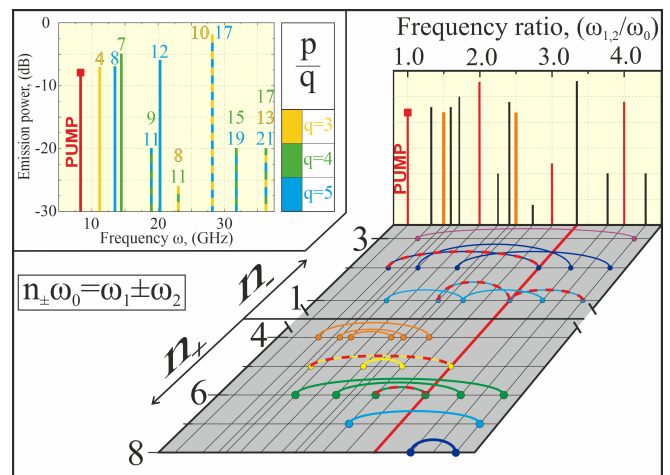 Frequency ratio, (ω1,2/ω0)
1.0 2.0 3.0 4.0
PUMP
Emission power, (dB)
0
-10
-20
-30
10 20 30
Frequency ω, (GHz)
PUMP
4 8 7 12 10 17
9 15 17
11 8 19 13
11 21
p
q
q=3
q=4
q=5
n±ω0=ω1±ω2
n-
n+
3
1
4
6
8